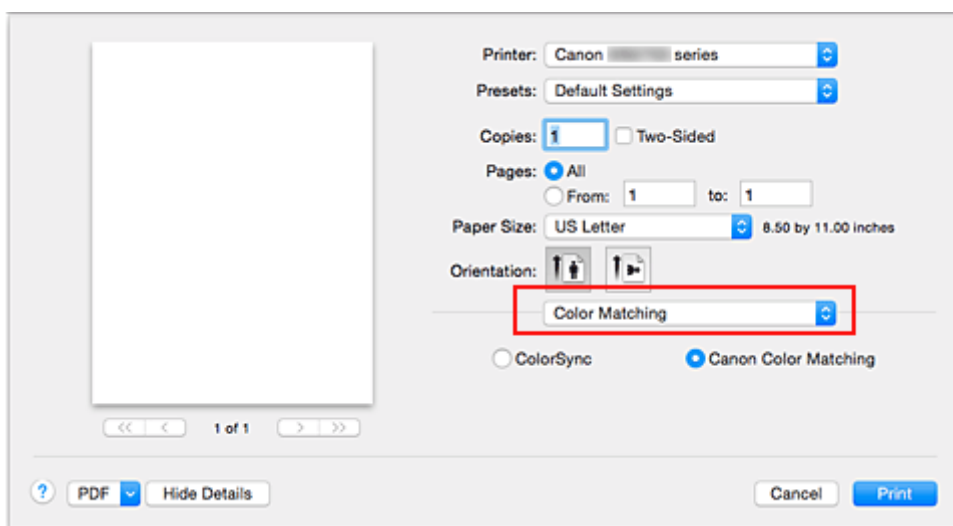 Printer: Canon series
Presets: Default Settings
Copies: 1 Two-Sided
Pages: All
From: 1 to: 1
Paper Size: US Letter 8.50 by 11.00 inches
Orientation:
Color Matching
ColorSync Canon Color Matching
1 of 1
? PDF Hide Details Cancel Print